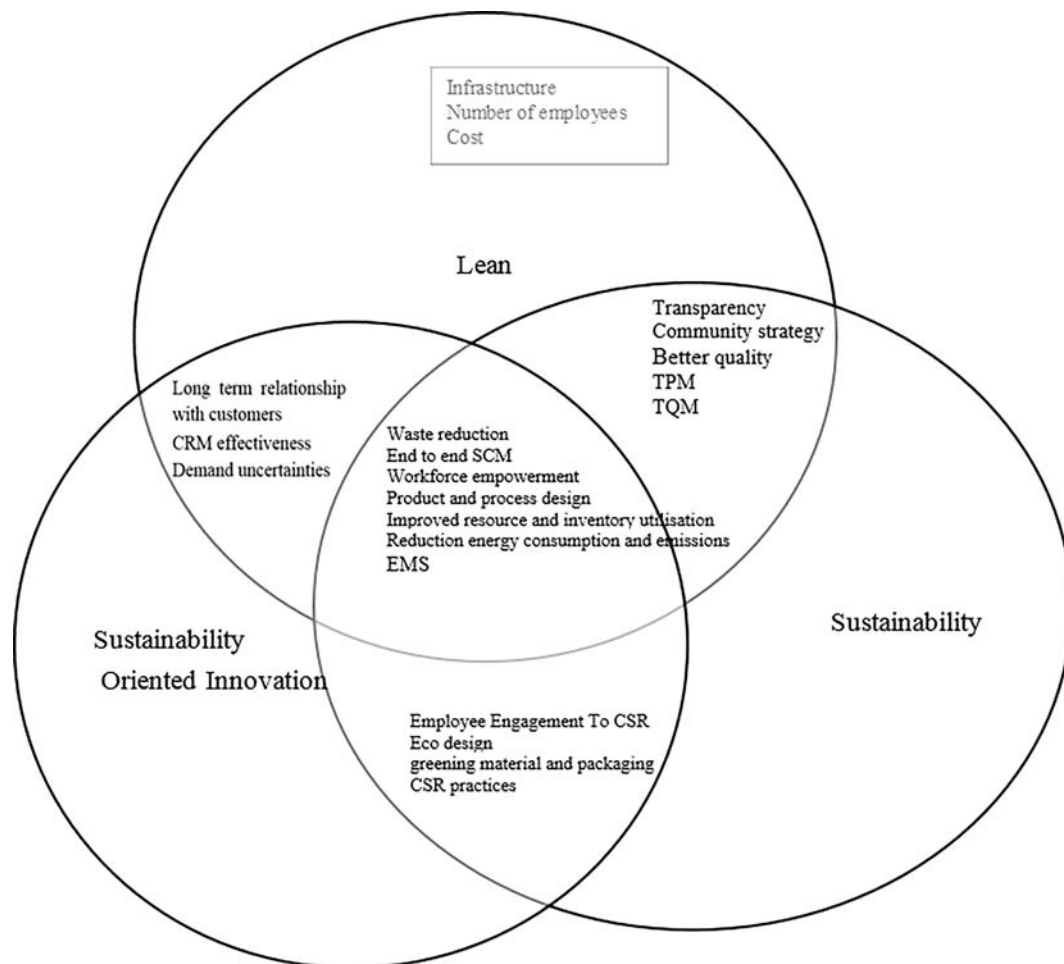 Infrastructure
Number of employees
Cost
Lean
Transparency
Community strategy
Better quality
TPM
TQM
Long term relationship
with customers
CRM effectiveness
Demand uncertainties
Waste reduction
End to end SCM
Workforce empowerment
Product and process design
Improved resource and inventory utilisation
Reduction energy consumption and emissions
EMS
Sustainability
Oriented Innovation
Sustainability
Employee Engagement To CSR
Eco design
greening material and packaging
CSR practices